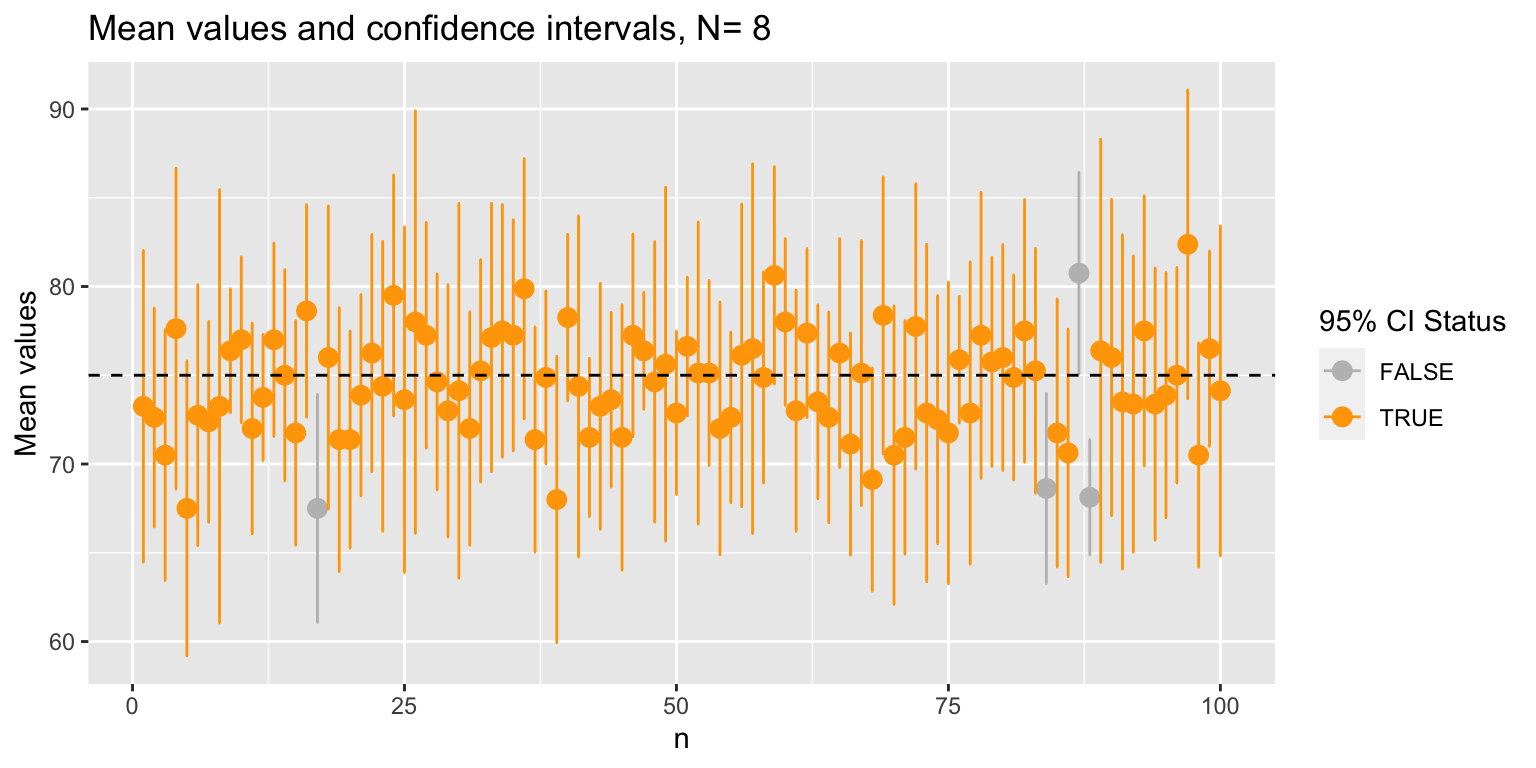 Mean values and confidence intervals, N= 8
90
80
70
60
Mean values
0
25
50
75
100
n
95% CI Status
FALSE
TRUE